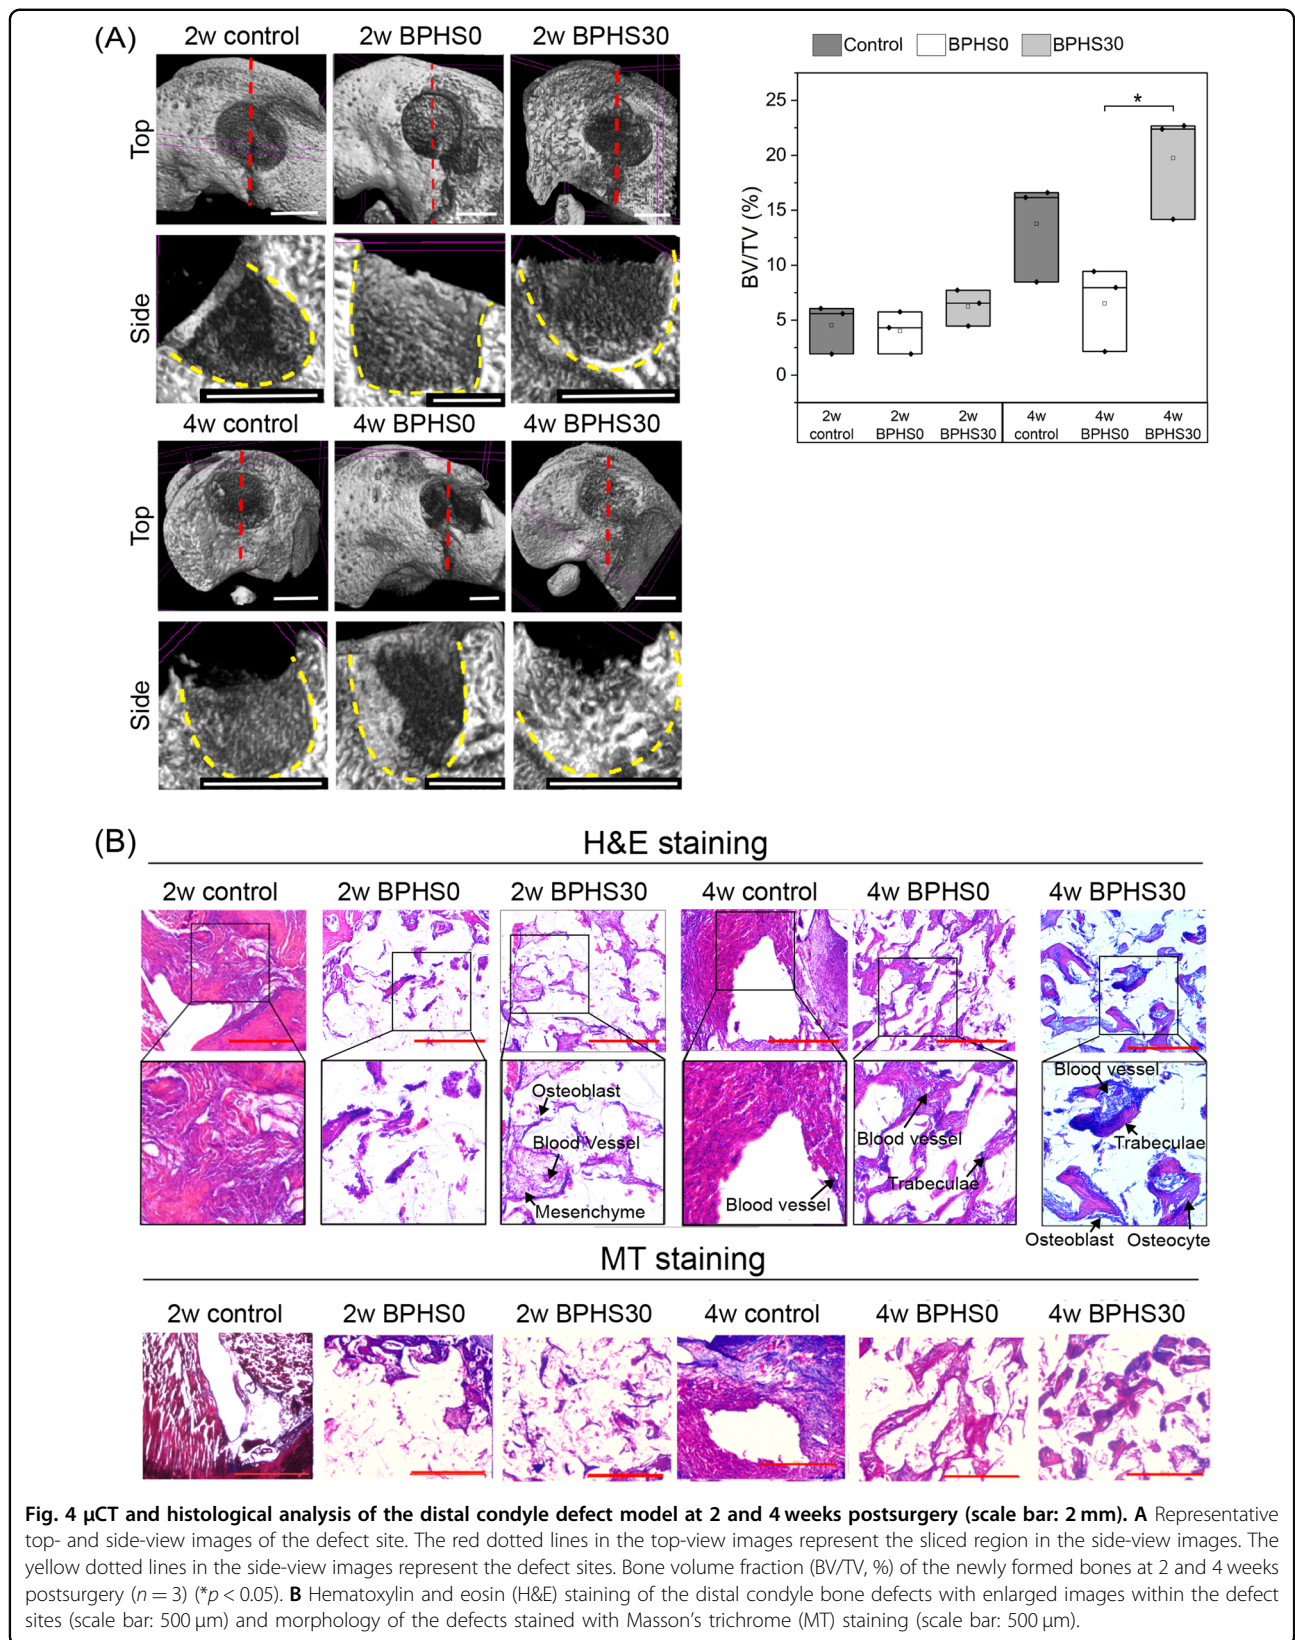 (A)
2w control 2w BPHS0 2w BPHS30
Top
Side
4w control 4w BPHS0 4w BPHS30
Top
Side
Control BPHS0 BPHS30
BV/TV (%)
25
20
15
10
5
0
*
2w control
2w BPHS0
2w BPHS30
4w control
4w BPHS0
4w BPHS30
(B)
H&E staining
2w control 2w BPHS0 2w BPHS30 4w control 4w BPHS0 4w BPHS30
Osteoblast
Blood Vessel
Mesenchyme
Blood vessel
Blood vessel
Trabeculae
Blood vessel
Trabeculae
Osteoblast Osteocyte
MT staining
2w control 2w BPHS0 2w BPHS30 4w control 4w BPHS0 4w BPHS30
Fig. 4 µCT and histological analysis of the distal condyle defect model at 2 and 4 weeks postsurgery (scale bar: 2 mm). A Representative
top- and side-view images of the defect site. The red dotted lines in the top-view images represent the sliced region in the side-view images. The
yellow dotted lines in the side-view images represent the defect sites. Bone volume fraction (BV/TV, %) of the newly formed bones at 2 and 4 weeks
postsurgery (n = 3) (*p < 0.05). B Hematoxylin and eosin (H&E) staining of the distal condyle bone defects with enlarged images within the defect
sites (scale bar: 500 µm) and morphology of the defects stained with Masson's trichrome (MT) staining (scale bar: 500 µm).